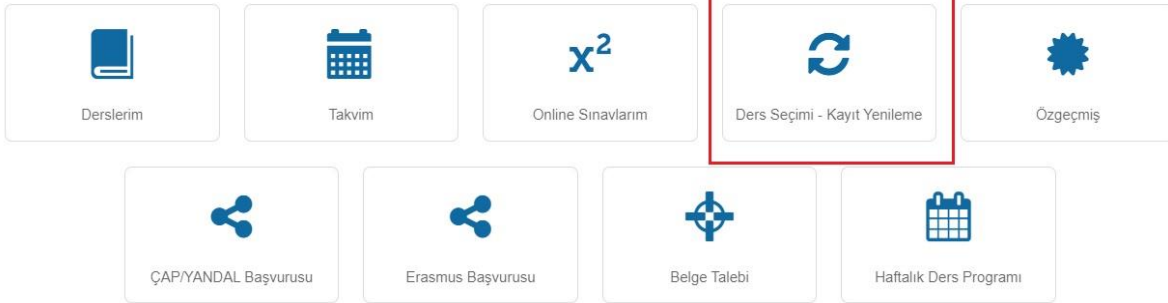 Derslerim
Takvim
x²
Online Sınavlarım
Ders Seçimi - Kayıt Yenileme
Özgeçmiş
ÇAP/YANDAL Başvurusu
Erasmus Başvurusu
Belge Talebi
Haftalık Ders Programı